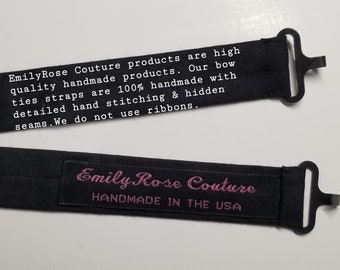 EmilyRose Couture products are high
quality handmade products. Our bow
ties straps are 100% handmade with
detailed hand stitching & hidden
seams.We do not use ribbons.
EmilyRose Couture
HANDMADE IN THE USA